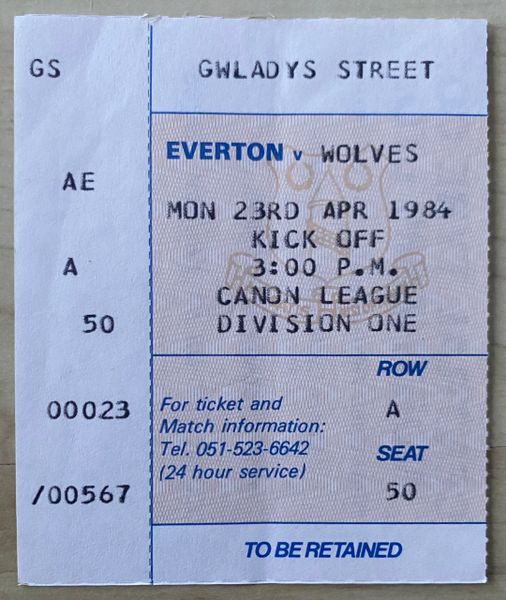 GS
AE
A
50
00023
/00567
GWLADYS STREET
EVERTON v WOLVES
MON 23RD APR 1984
KICK OFF
3:00 P.M.
CANON LEAGUE
DIVISION ONE
For ticket and
Match information:
Tel. 051-523-6642
(24 hour service)
ROW
A
SEAT
50
TO BE RETAINED